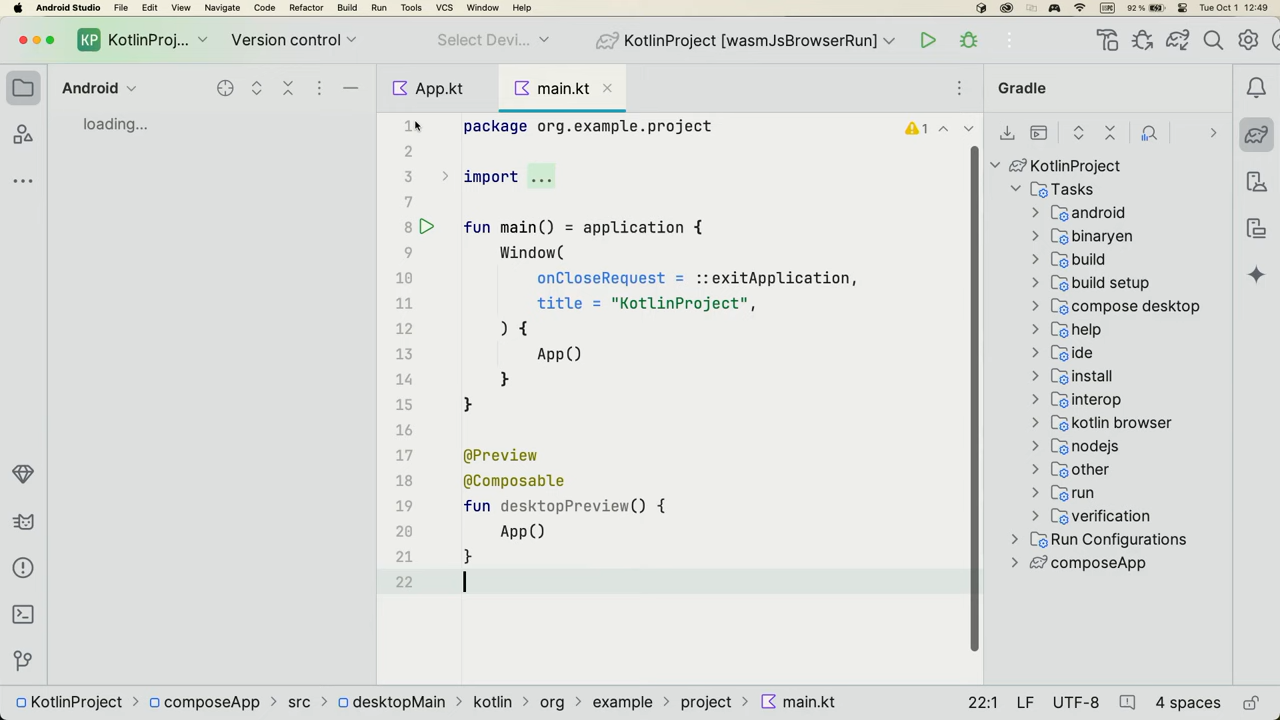 Android Studio File Edit View Navigate Code Refactor Build Run Tools VCS Window Help 92 % Tue Oct 1 12:49
KP KotlinProj... Version control Select Devi... KotlinProject [wasmJsBrowserRun]
Android
loading...
App.kt main.kt
1 package org.example.project
2
3 import ...
7
8 fun main() = application {
9 Window(
10 onCloseRequest = ::exitApplication,
11 title = "KotlinProject",
12 ) {
13 App()
14 }
15 }
16
17 @Preview
18 @Composable
19 fun desktopPreview() {
20 App()
21 }
22
1
Gradle
KotlinProject
Tasks
android
binaryen
build
build setup
compose desktop
help
ide
install
interop
kotlin browser
nodejs
other
run
verification
Run Configurations
composeApp
KotlinProject composeApp src desktopMain kotlin org example project main.kt 22:1 LF UTF-8 4 spaces